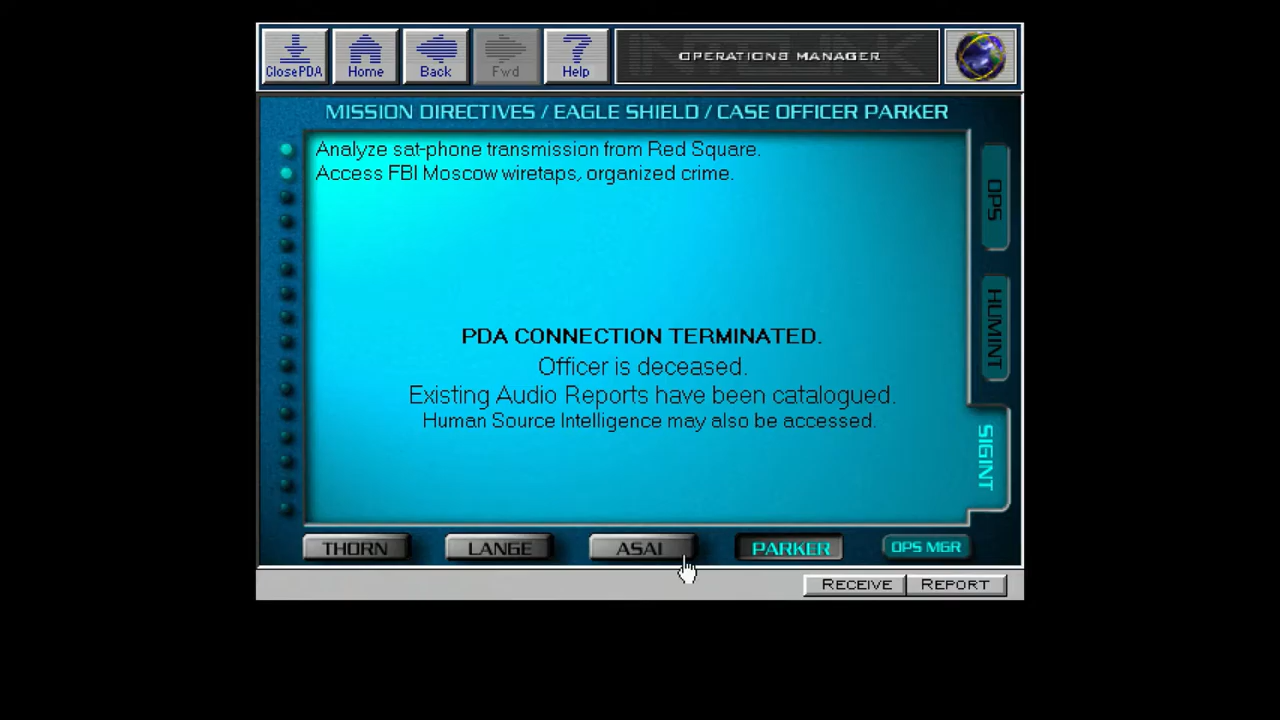 ClosePDA
Home
Back
Fwd
Help
OPERATIONS MANAGER
MISSION DIRECTIVES / EAGLE SHIELD / CASE OFFICER PARKER
Analyze sat-phone transmission from Red Square.
Access FBI Moscow wiretaps, organized crime.
OPS
HUMINT
SIGINT
PDA CONNECTION TERMINATED.
Officer is deceased.
Existing Audio Reports have been catalogued.
Human Source Intelligence may also be accessed.
THORN
LANGE
ASAI
PARKER
OPS MGR
RECEIVE
REPORT